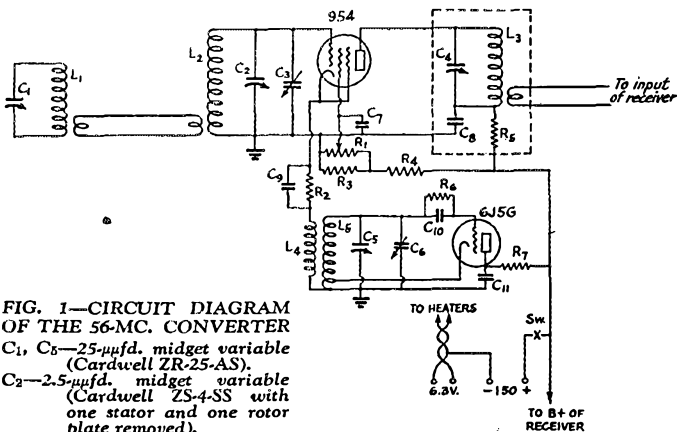 954
L₁
C₁
L₂
C₂
C₃
C₄
L₃
To input
of receiver
C₇
C₈
R₅
R₁
R₃
R₄
C₉
R₂
L₄
L₅
C₅
C₆
R₆
C₁₀
6J5G
R₇
C₁₁
TO HEATERS
Sw.
6.3V.
-150 +
TO B+ OF
RECEIVER
FIG. 1—CIRCUIT DIAGRAM
OF THE 56-MC. CONVERTER
C₁, C₅—25-μμfd. midget variable
(Cardwell ZR-25-AS).
C₂—2.5-μμfd. midget variable
(Cardwell ZS-4-SS with
one stator and one rotor
plate removed).